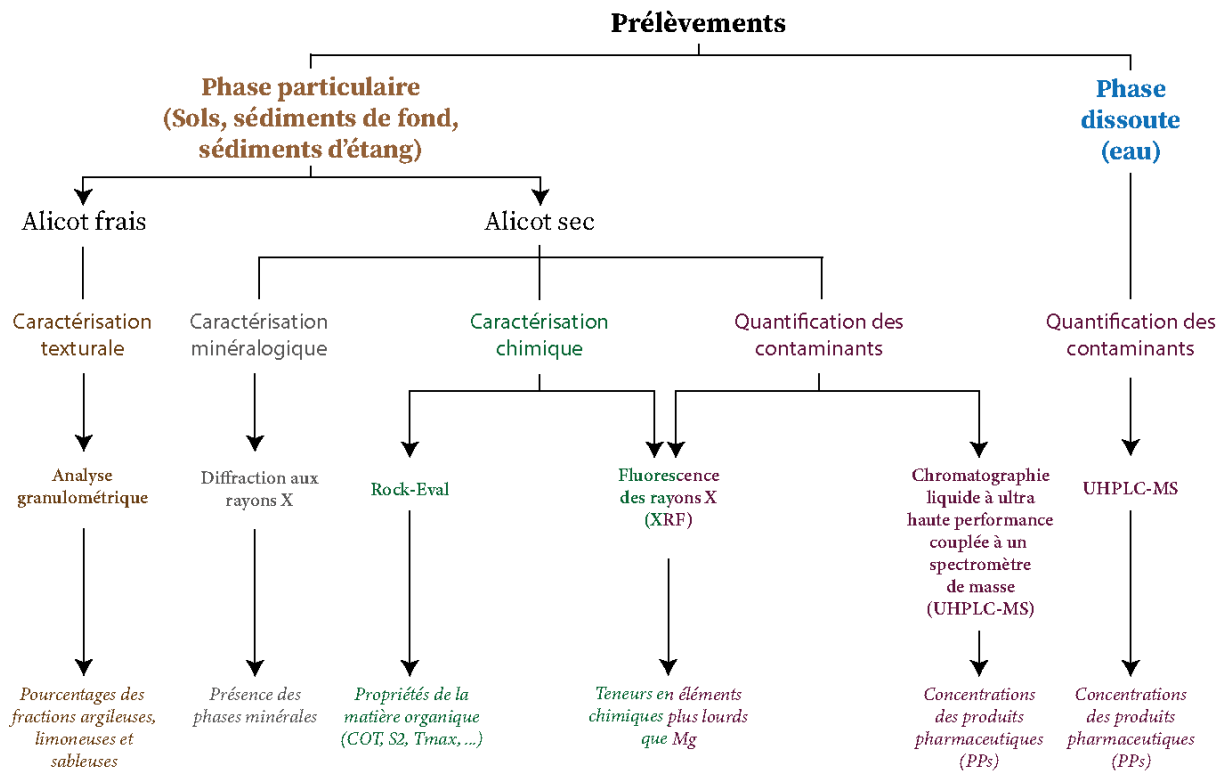 Prélèvements
Phase particulaire
(Sols, sédiments de fond,
sédiments d'étang)
Phase
dissoute
(eau)
Alicot frais
Alicot sec
Caractérisation
texturale
Caractérisation
minéralogique
Caractérisation
chimique
Quantification des
contaminants
Quantification des
contaminants
Analyse
granulométrique
Diffraction aux
rayons X
Rock-Eval
Fluorescence
des rayons X
(XRF)
Chromatographie
liquide à ultra
haute performance
couplée à un
spectromètre
de masse
(UHPLC-MS)
UHPLC-MS
Pourcentages des
fractions argileuses,
limoneuses et
sableuses
Présence des
phases minérales
Propriétés de la
matière organique
(COT, S2, Tmax, ...)
Teneurs en éléments
chimiques plus lourds
que Mg
Concentrations
des produits
pharmaceutiques
(PPs)
Concentrations
des produits
pharmaceutiques
(PPs)